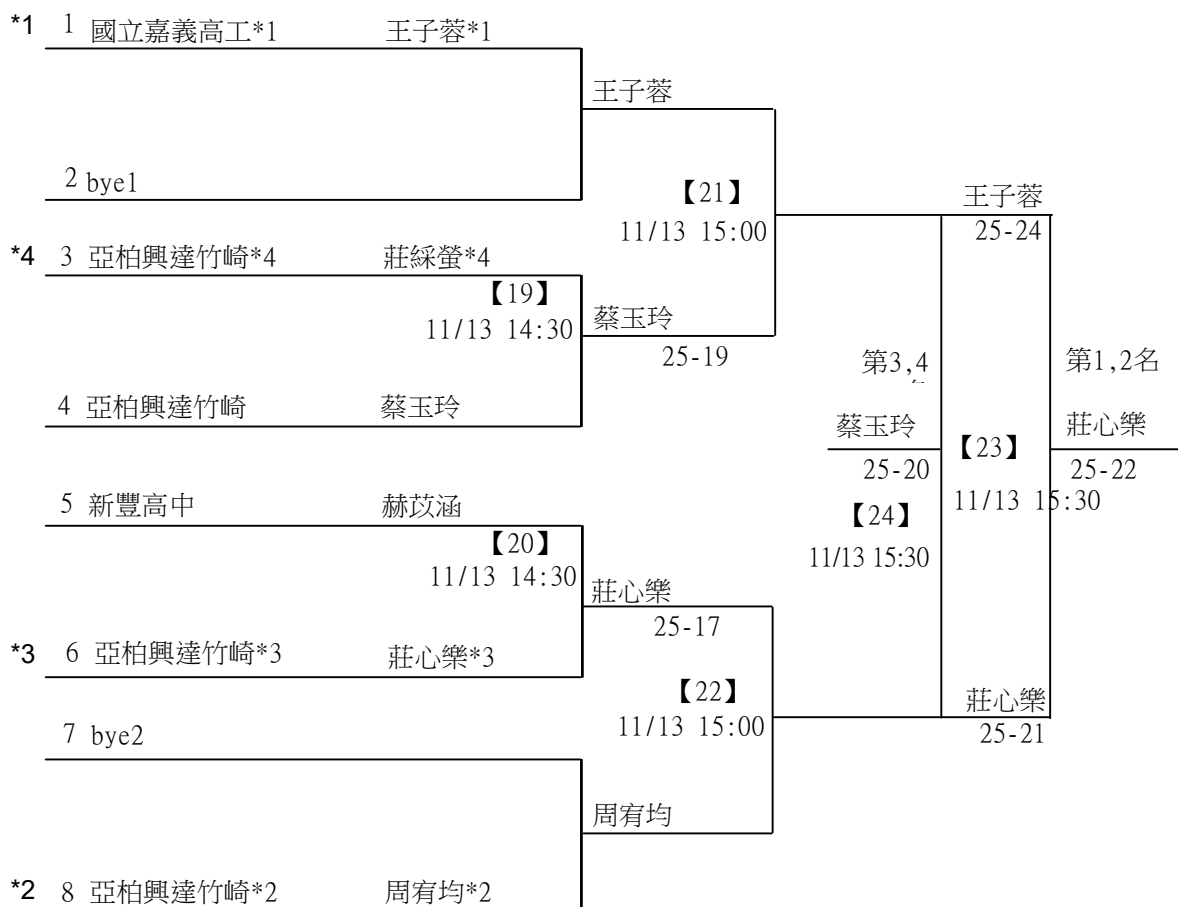 *1 1 國立嘉義高工*1 王子蓉*1
王子蓉
2 bye1
【21】
11/13 15:00
王子蓉
25-24
*4 3 亞柏興達竹崎*4 莊綵螢*4
【19】
11/13 14:30
蔡玉玲
25-19
4 亞柏興達竹崎 蔡玉玲
第3,4
第1,2名
蔡玉玲
25-20
【24】
11/13 15:30
【23】
11/13 15:30
莊心樂
25-22
5 新豐高中 赫苡涵
【20】
11/13 14:30
莊心樂
25-17
*3 6 亞柏興達竹崎*3 莊心樂*3
【22】
11/13 15:00
莊心樂
25-21
7 bye2
周宥均
*2 8 亞柏興達竹崎*2 周宥均*2